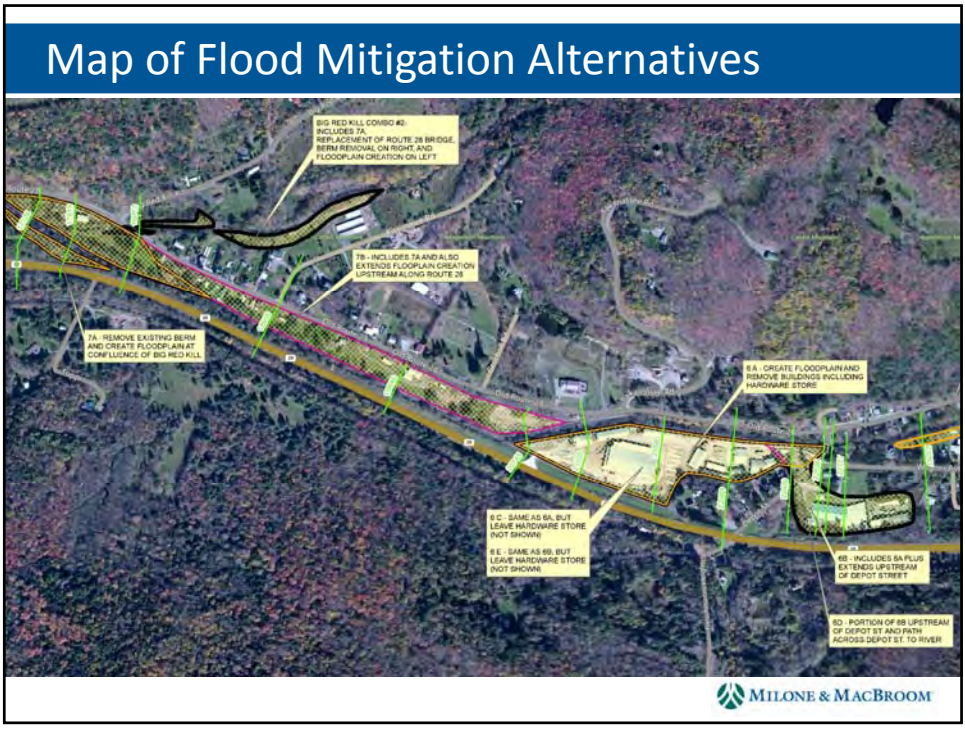 Map of Flood Mitigation Alternatives
BIG RED KILL COMBO #2-
INCLUDES 7A,
REPLACEMENT OF ROUTE 28 BRIDGE,
BERM REMOVAL ON RIGHT, AND
FLOODPLAIN CREATION ON LEFT
7B - INCLUDES 7A AND ALSO
EXTENDS FLOOPLAIN CREATION
UPSTREAM ALONG ROUTE 28
7A - REMOVE EXISTING BERM
AND CREATE FLOODPLAIN AT
CONFLUENCE OF BIG RED KILL
6 A - CREATE FLOODPLAIN AND
REMOVE BUILDINGS INCLUDING
HARDWARE STORE
6 C - SAME AS 6A, BUT
LEAVE HARDWARE STORE
(NOT SHOWN)
6 E - SAME AS 6B, BUT
LEAVE HARDWARE STORE
(NOT SHOWN)
6B - INCLUDES 6A PLUS
EXTENDS UPSTREAM
OF DEPOT STREET
6D - PORTION OF 6B UPSTREAM
OF DEPOT ST AND PATH
ACROSS DEPOT ST. TO RIVER
MILONE & MACBROOM